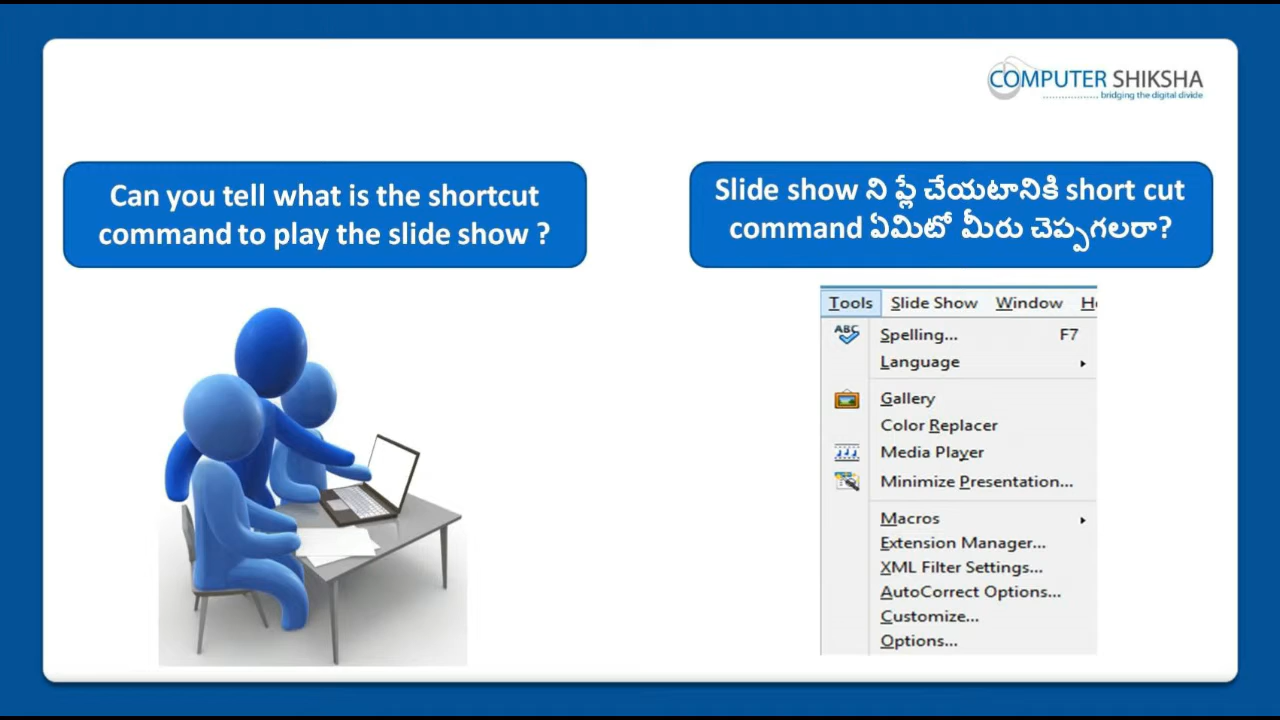 COMPUTER SHIKSHA
bridging the digital divide
Can you tell what is the shortcut
command to play the slide show ?
Slide show ని ప్లే చేయటానికి short cut
command ఏమిటో మీరు చెప్పగలరా?
Tools Slide Show Window He
ABC Spelling... F7
Language
Gallery
Color Replacer
Media Player
Minimize Presentation...
Macros
Extension Manager...
XML Filter Settings...
AutoCorrect Options...
Customize...
Options...